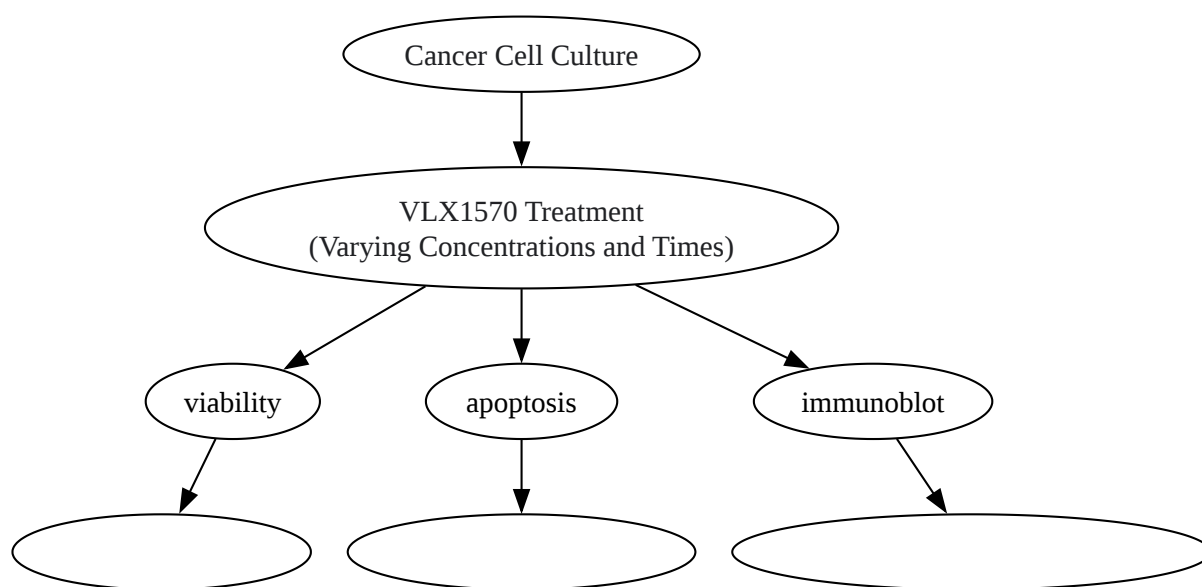 Cancer Cell Culture
VLX1570 Treatment
(Varying Concentrations and Times)
viability
apoptosis
immunoblot